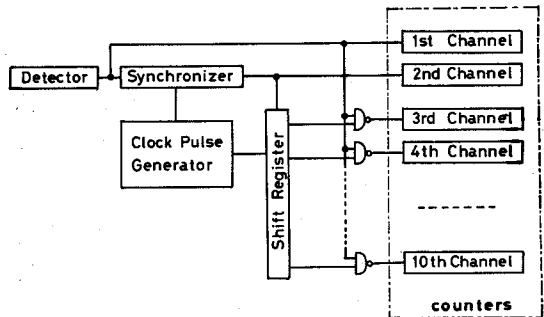 1st Channel
2nd Channel
Detector
Synchronizer
3rd Channel
Clock Pulse
Generator
4th Channel
Shift Register
10th Channel
counters